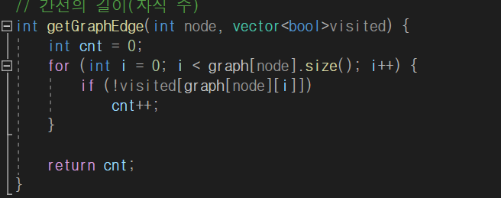 // 간선의 길이(자식 수)
int getGraphEdge(int node, vector<bool>visited) {
    int cnt = 0;
    for (int i = 0; i < graph[node].size(); i++) {
        if (!visited[graph[node][i]])
            cnt++;
    }
    return cnt;
}